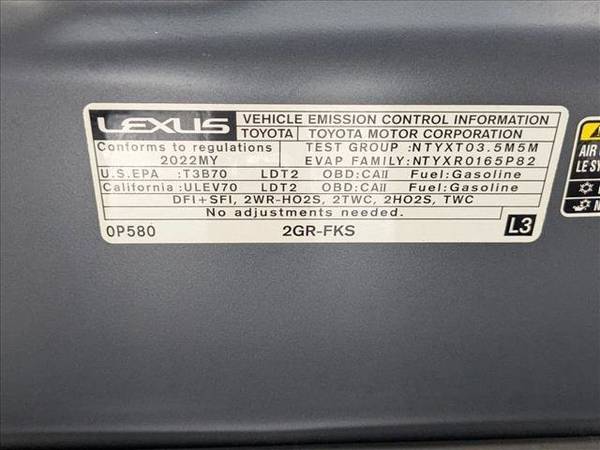 LEXUS VEHICLE EMISSION CONTROL INFORMATION
TOYOTA TOYOTA MOTOR CORPORATION
Conforms to regulations TEST GROUP :NTYXT03.5M5M
2022MY EVAP FAMILY:NTYXR0165P82
U.S.EPA :T3B70 LDT2 OBD:CAII Fuel:Gasoline
California :ULEV70 LDT2 OBD:CAII Fuel:Gasoline
DFI+SFI, 2WR-HO2S, 2TWC, 2HO2S, TWC
No adjustments needed.
0P580 2GR-FKS L3
AIR
LE SY